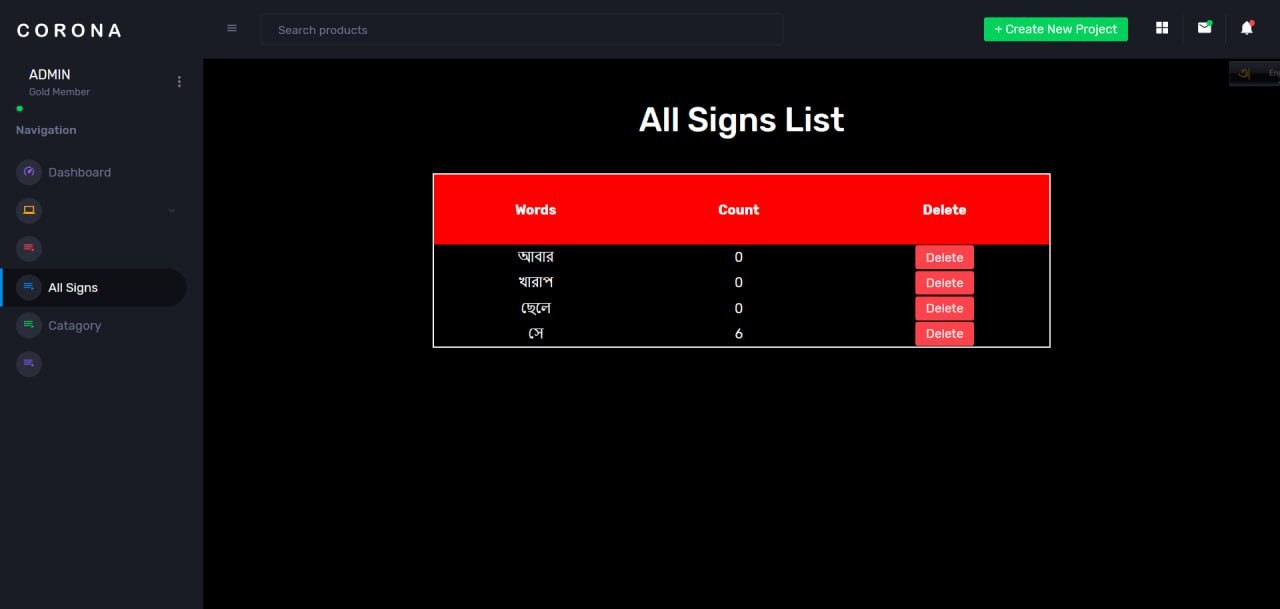 CORONA
Search products
+ Create New Project
ADMIN
Gold Member
Navigation
Dashboard
All Signs
Catagory
All Signs List
Words Count Delete
আবার 0 Delete
খারাপ 0 Delete
ছেলে 0 Delete
সে 6 Delete